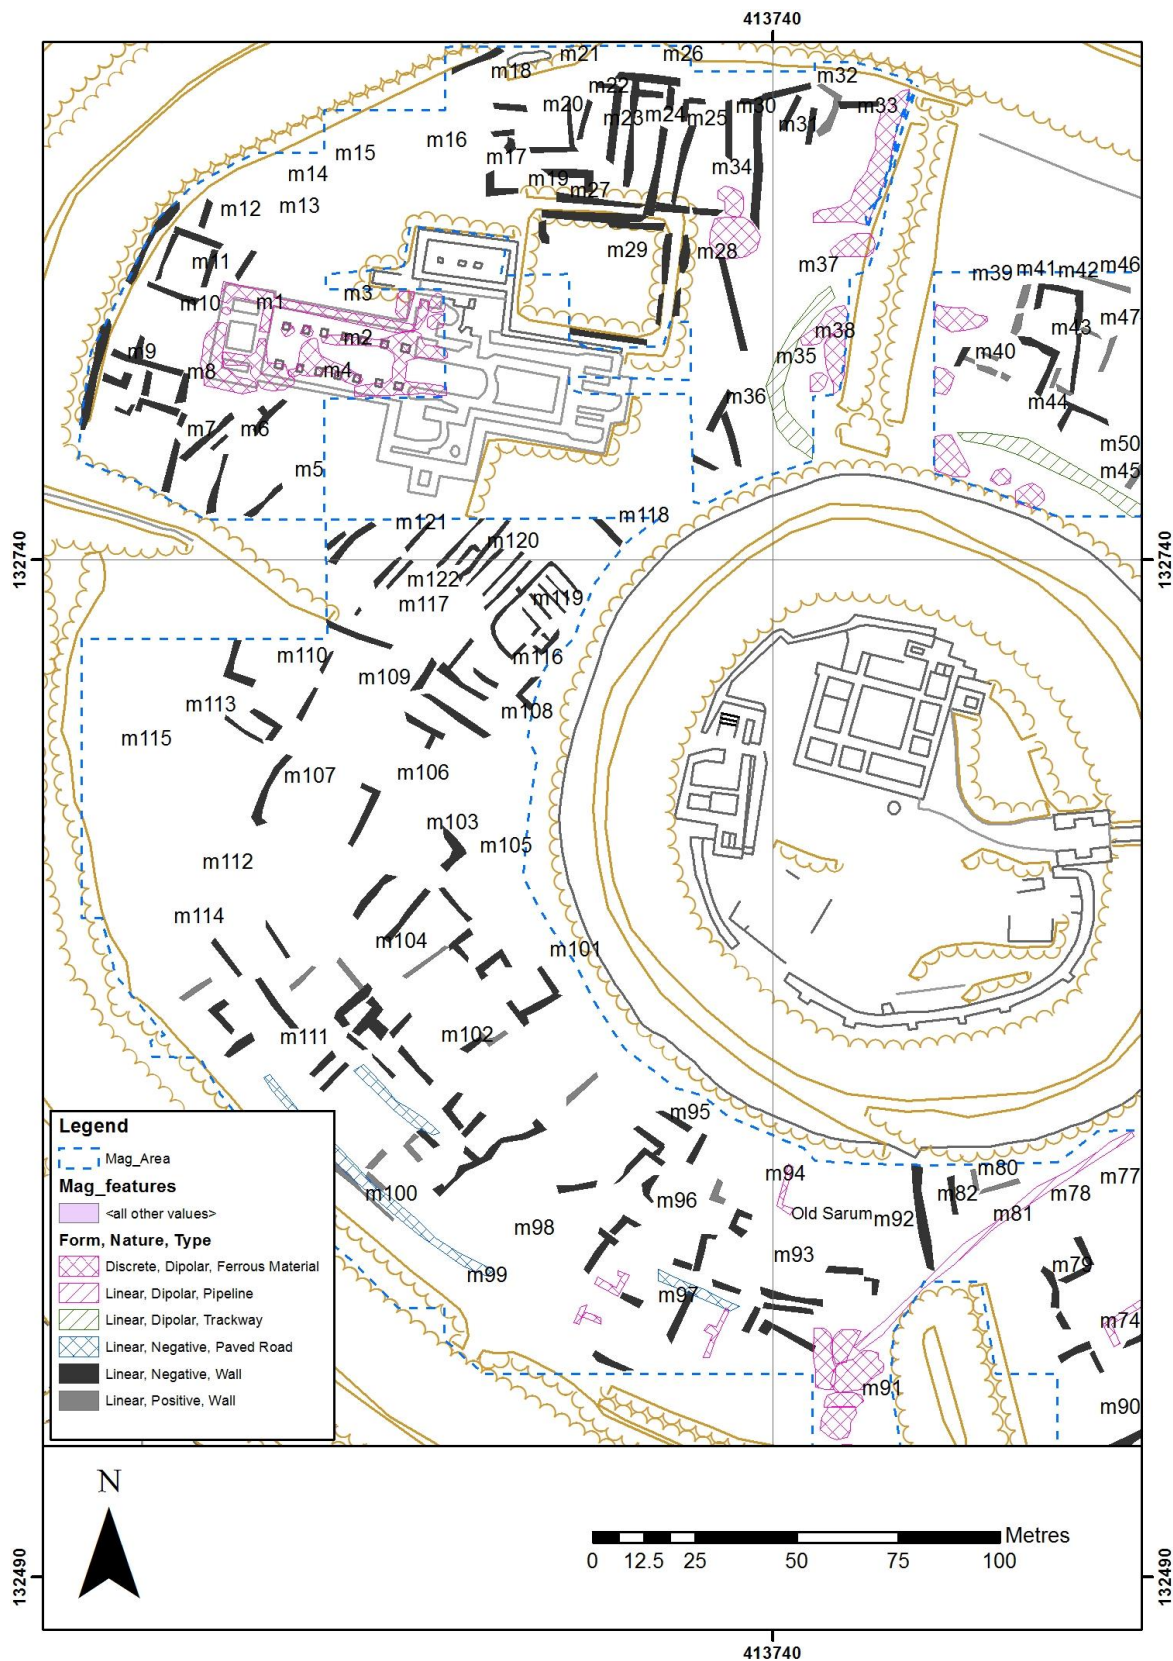 413740
m21
m26
m18
m32
m22
m20
m30
m33
m23
m24
m25
m31
m16
m15
m17
m34
m14
m19
m27
m12
m13
m29
m28
m11
m37
m39
m41
m42
m46
m10
m1
m3
m47
m2
m38
m43
m9
m35
m40
m8
m4
m36
m44
m7
m6
m50
m5
m45
m121
m118
m120
132740
132740
m122
m117
m119
m110
m116
m109
m113
m108
m115
m107
m106
m103
m105
m112
m114
m104
m101
m111
m102
m95
m94
m80
m77
m100
m96
m82
m78
m98
Old Sarum
m92
m81
m93
m79
m99
m97
m74
m91
m90
Legend
Mag_Area
Mag_features
<all other values>
Form, Nature, Type
Discrete, Dipolar, Ferrous Material
Linear, Dipolar, Pipeline
Linear, Dipolar, Trackway
Linear, Negative, Paved Road
Linear, Negative, Wall
Linear, Positive, Wall
N
Metres
0 12.5 25 50 75 100
132490
132490
413740